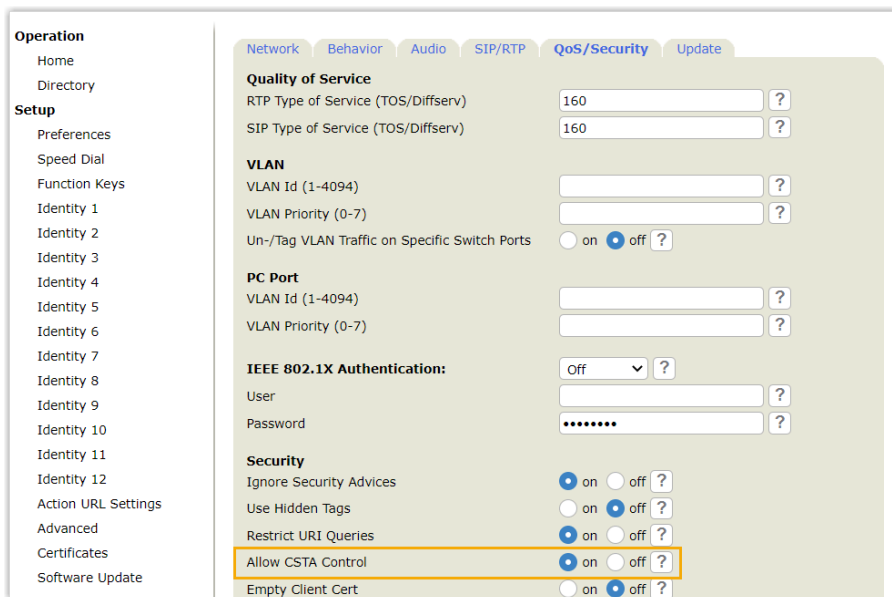 Operation
Home
Directory
Setup
Preferences
Speed Dial
Function Keys
Identity 1
Identity 2
Identity 3
Identity 4
Identity 5
Identity 6
Identity 7
Identity 8
Identity 9
Identity 10
Identity 11
Identity 12
Action URL Settings
Advanced
Certificates
Software Update
Network Behavior Audio SIP/RTP QoS/Security Update
Quality of Service
RTP Type of Service (TOS/Diffserv) 160 ?
SIP Type of Service (TOS/Diffserv) 160 ?
VLAN
VLAN Id (1-4094) ?
VLAN Priority (0-7) ?
Un-/Tag VLAN Traffic on Specific Switch Ports on off ?
PC Port
VLAN Id (1-4094) ?
VLAN Priority (0-7) ?
IEEE 802.1X Authentication: Off ?
User ?
Password •••••••• ?
Security
Ignore Security Advices on off ?
Use Hidden Tags on off ?
Restrict URI Queries on off ?
Allow CSTA Control on off ?
Empty Client Cert on off ?